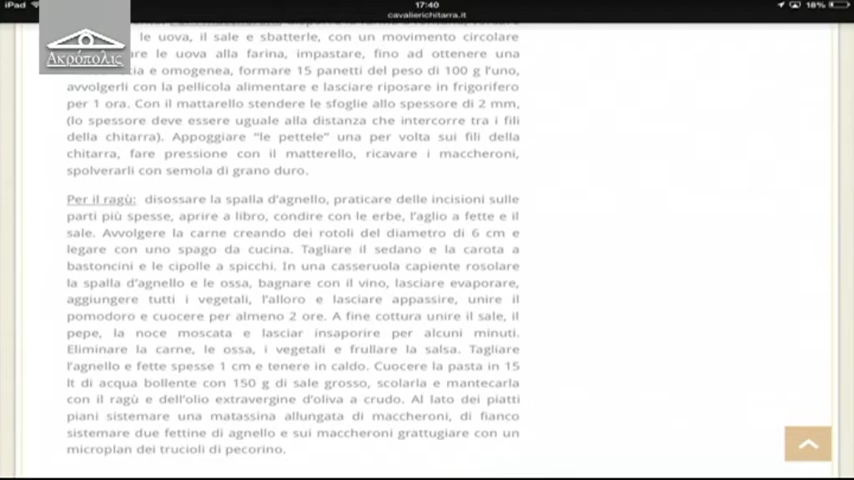 iPad
17:40
18%
cavalierichitarra.it
Ακρόπολις
le uova, il sale e sbatterle, con un movimento circolare
are le uova alla farina, impastare, fino ad ottenere una
cia e omogenea, formare 15 panetti del peso di 100 g l'uno,
avvolgerli con la pellicola alimentare e lasciare riposare in frigorifero
per 1 ora. Con il mattarello stendere le sfoglie allo spessore di 2 mm,
(lo spessore deve essere uguale alla distanza che intercorre tra i fili
della chitarra). Appoggiare “le pettele” una per volta sui fili della
chitarra, fare pressione con il matterello, ricavare i maccheroni,
spolverarli con semola di grano duro.
Per il ragù: disossare la spalla d'agnello, praticare delle incisioni sulle
parti più spesse, aprire a libro, condire con le erbe, l'aglio a fette e il
sale. Avvolgere la carne creando dei rotoli del diametro di 6 cm e
legare con uno spago da cucina. Tagliare il sedano e la carota a
bastoncini e le cipolle a spicchi. In una casseruola capiente rosolare
la spalla d'agnello e le ossa, bagnare con il vino, lasciare evaporare,
aggiungere tutti i vegetali, l'alloro e lasciare appassire, unire il
pomodoro e cuocere per almeno 2 ore. A fine cottura unire il sale, il
pepe, la noce moscata e lasciar insaporire per alcuni minuti.
Eliminare la carne, le ossa, i vegetali e frullare la salsa. Tagliare
l'agnello e fette spesse 1 cm e tenere in caldo. Cuocere la pasta in 15
lt di acqua bollente con 150 g di sale grosso, scolarla e mantecarla
con il ragù e dell'olio extravergine d'oliva a crudo. Al lato dei piatti
piani sistemare una matassina allungata di maccheroni, di fianco
sistemare due fettine di agnello e sui maccheroni grattugiare con un
microplan dei trucioli di pecorino.